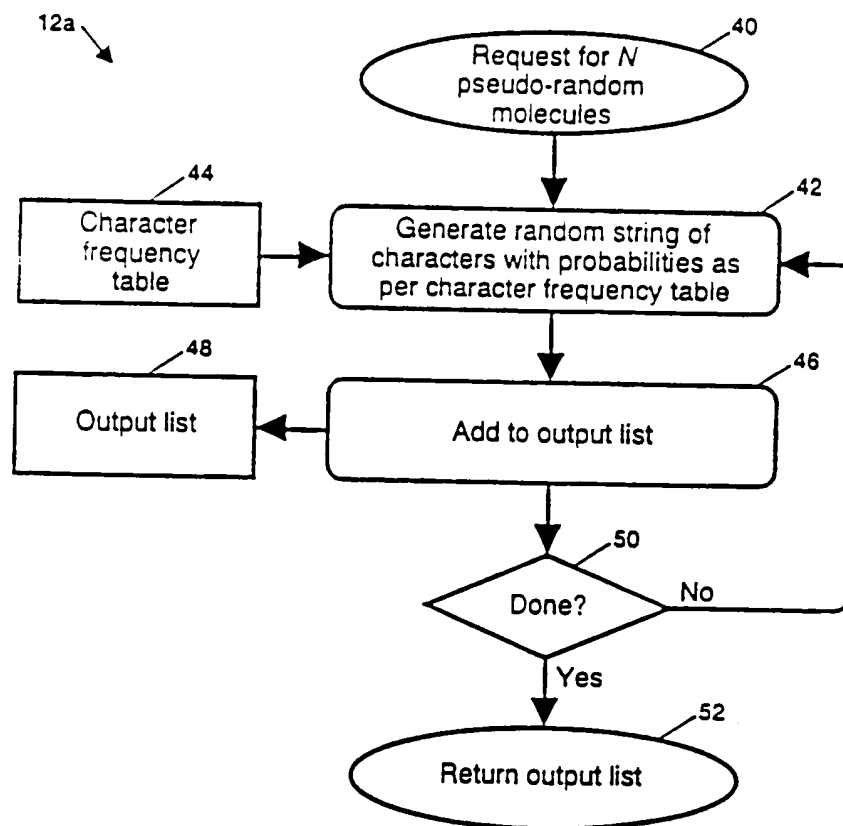 12a
40
Request for N
pseudo-random
molecules
44
Character
frequency
table
42
Generate random string of
characters with probabilities as
per character frequency table
48
Output list
46
Add to output list
50
Done?
No
Yes
52
Return output list